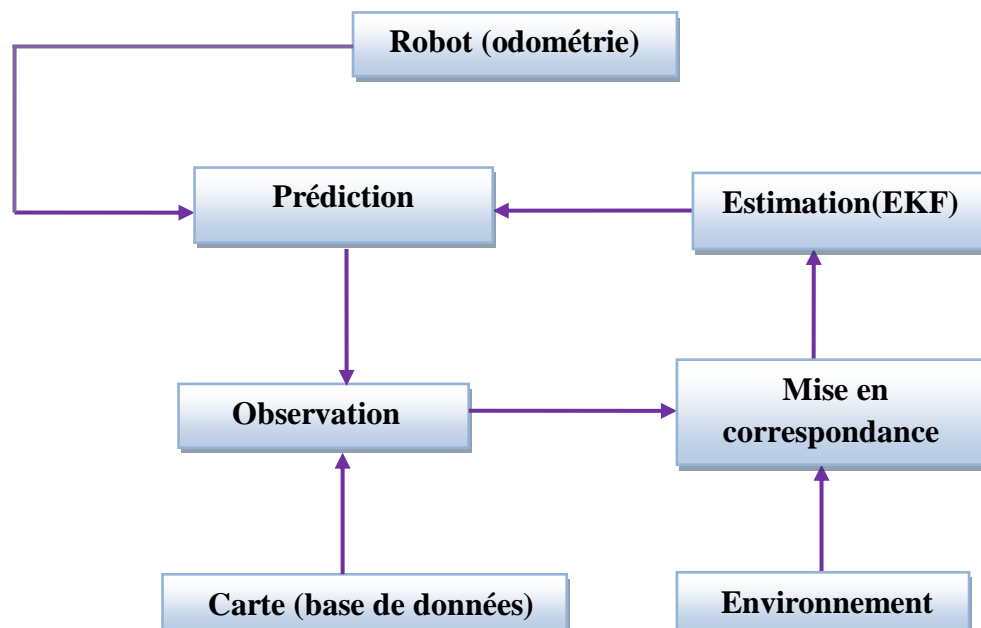 Robot (odométrie)
Prédiction
Estimation(EKF)
Observation
Mise en
correspondance
Carte (base de données)
Environnement